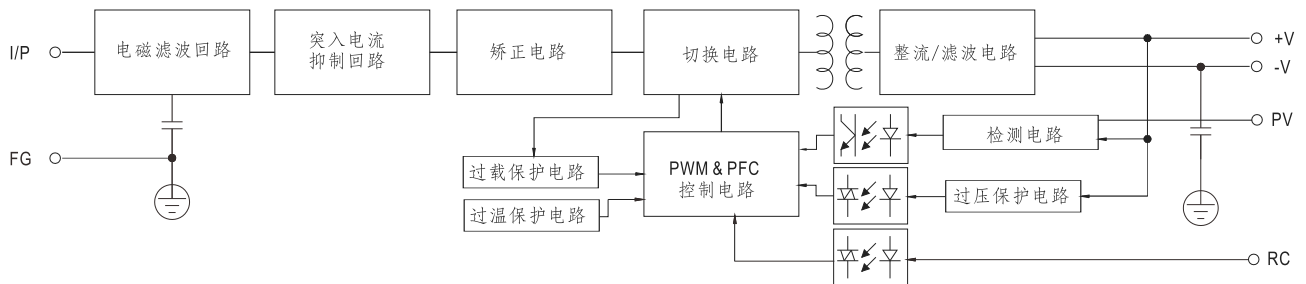 I/P
电磁滤波回路
突入电流
抑制回路
矫正电路
切换电路
整流/滤波电路
+V
-V
PV
检测电路
FG
过载保护电路
PWM & PFC
控制电路
过压保护电路
过温保护电路
RC